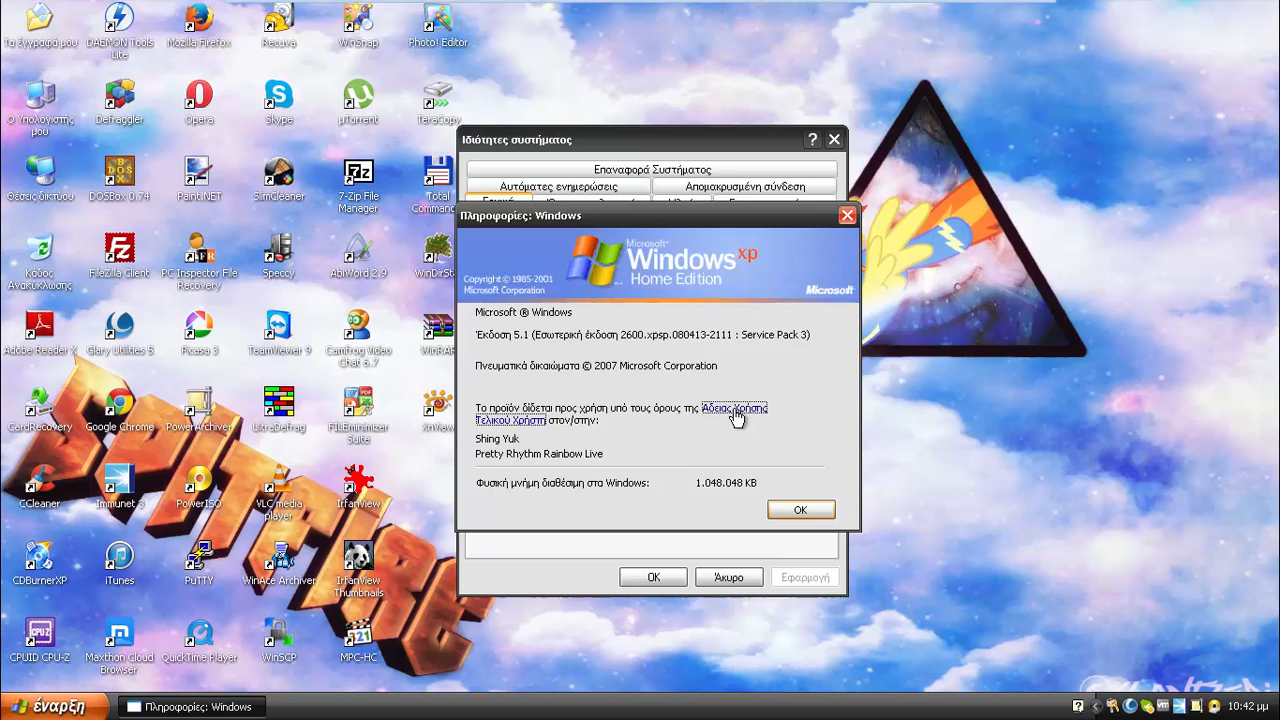 Τα έγγραφά μου
DAEMON Tools Lite
Mozilla Firefox
Recuva
WinSnap
Photo! Editor
Ο Υπολογιστής μου
Defraggler
Opera
Skype
µTorrent
TeraCopy
Θέσεις δικτύου
DOSBox 0.74
Paint.NET
SimCleaner
7-Zip File Manager
Total Comman
Κάδος Ανακύκλωσης
FileZilla Client
PC Inspector File Recovery
Speccy
AbiWord 2.9
WinDirSt
Adobe Reader X
Glary Utilities 5
Picasa 3
TeamViewer 9
Camfrog Video Chat 6.7
WinRAR
CardRecovery
Google Chrome
PowerArchiver
UltraDefrag
FILEminimizer Suite
XnView
CCleaner
Immunet 3
PowerISO
VLC media player
IrfanView
CDBurnerXP
iTunes
PuTTY
WinAce Archiver
IrfanView Thumbnails
CPUID CPU-Z
Maxthon Cloud Browser
QuickTime Player
WinSCP
MPC-HC
Ιδιότητες συστήματος
Επαναφορά Συστήματος
Αυτόματες ενημερώσεις
Απομακρυσμένη σύνδεση
Πληροφορίες: Windows
Microsoft®
Windows xp
Home Edition
Copyright © 1985-2001
Microsoft Corporation
Microsoft
Microsoft ® Windows
Έκδοση 5.1 (Εσωτερική έκδοση 2600.xpsp.080413-2111 : Service Pack 3)
Πνευματικά δικαιώματα © 2007 Microsoft Corporation
Το προϊόν δίδεται προς χρήση υπό τους όρους της Άδειας Χρήσης
Τελικού Χρήστη στον/στην:
Shing Yuk
Pretty Rhythm Rainbow Live
Φυσική μνήμη διαθέσιμη στα Windows: 1.048.048 KB
OK
OK
Άκυρο
Εφαρμογή
έναρξη
Πληροφορίες: Windows
10:42 μμ